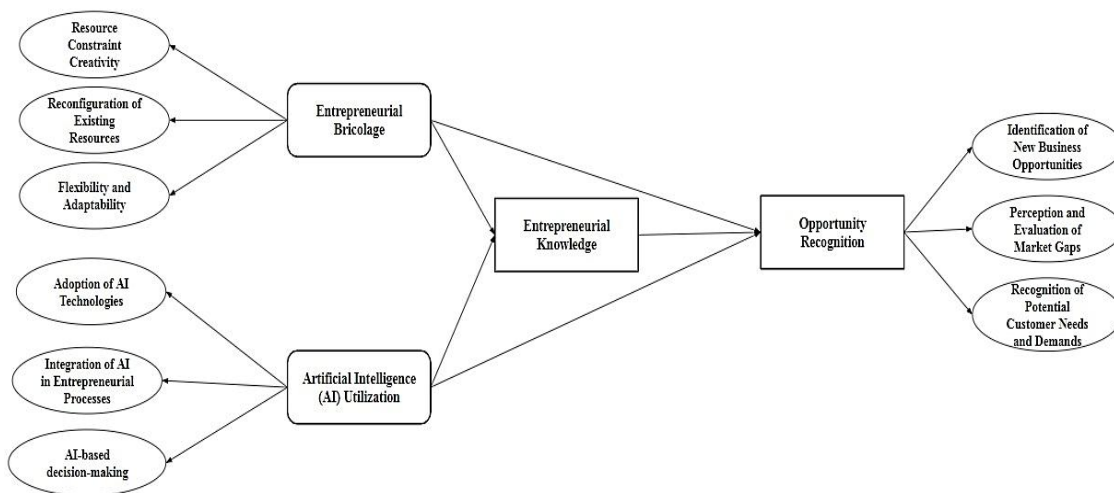 Resource
Constraint
Creativity
Reconfiguration of
Existing
Resources
Flexibility and
Adaptability
Adoption of AI
Technologies
Integration of AI
in Entrepreneurial
Processes
AI-based
decision-making
Entrepreneurial
Bricolage
Artificial Intelligence
(AI) Utilization
Entrepreneurial
Knowledge
Opportunity
Recognition
Identification of
New Business
Opportunities
Perception and
Evaluation of
Market Gaps
Recognition of
Potential
Customer Needs
and Demands